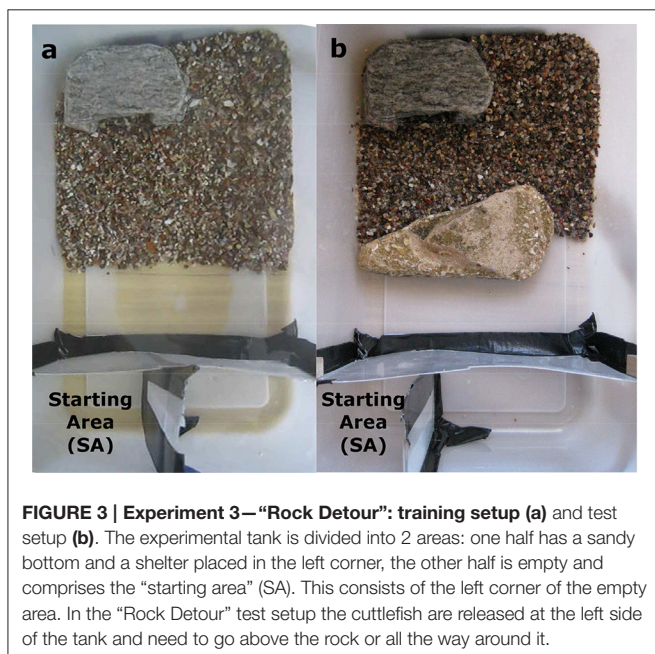 a
b
Starting
Area
(SA)
Starting
Area
(SA)
FIGURE 3 | Experiment 3—“Rock Detour”: training setup (a) and test
setup (b). The experimental tank is divided into 2 areas: one half has a sandy
bottom and a shelter placed in the left corner, the other half is empty and
comprises the “starting area” (SA). This consists of the left corner of the empty
area. In the “Rock Detour” test setup the cuttlefish are released at the left side
of the tank and need to go above the rock or all the way around it.